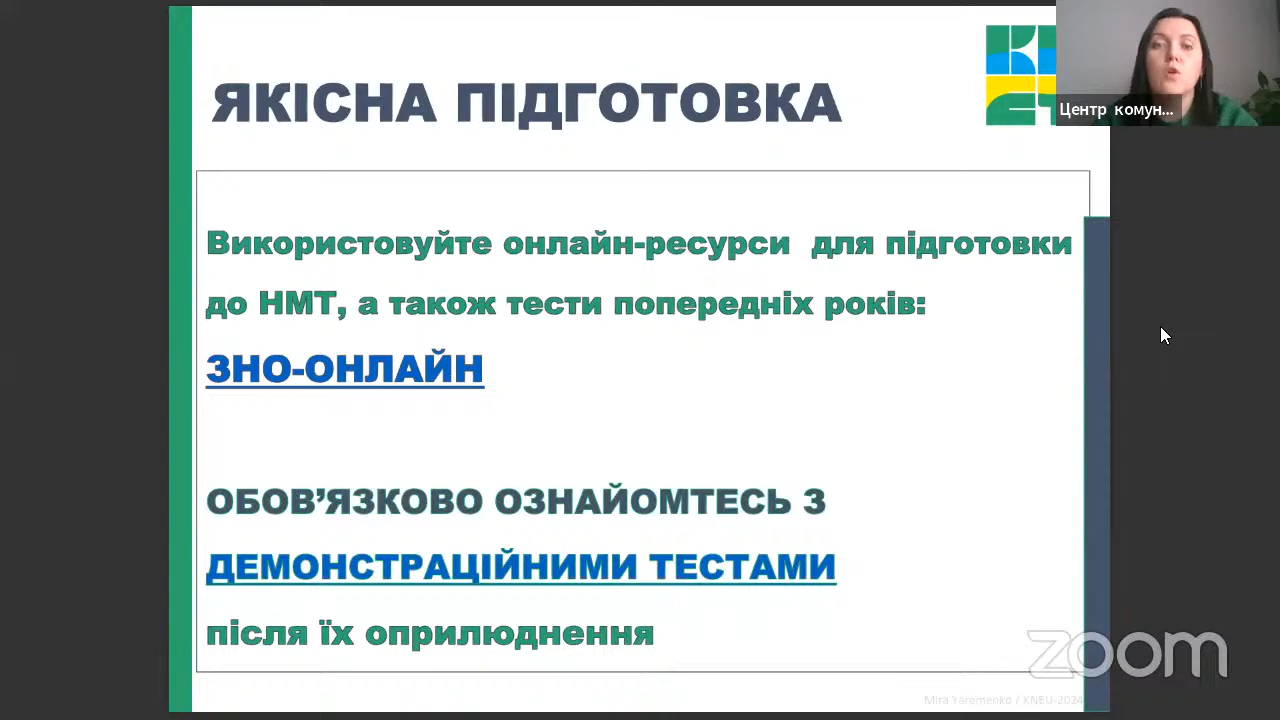 ЯКІСНА ПІДГОТОВКА
Центр комун...
Використовуйте онлайн-ресурси для підготовки
до НМТ, а також тести попередніх років:
ЗНО-ОНЛАЙН
ОБОВ’ЯЗКОВО ОЗНАЙОМТЕСЬ З
ДЕМОНСТРАЦІЙНИМИ ТЕСТАМИ
після їх оприлюднення
zoom
Mira Yaremenko / KNEU-2024